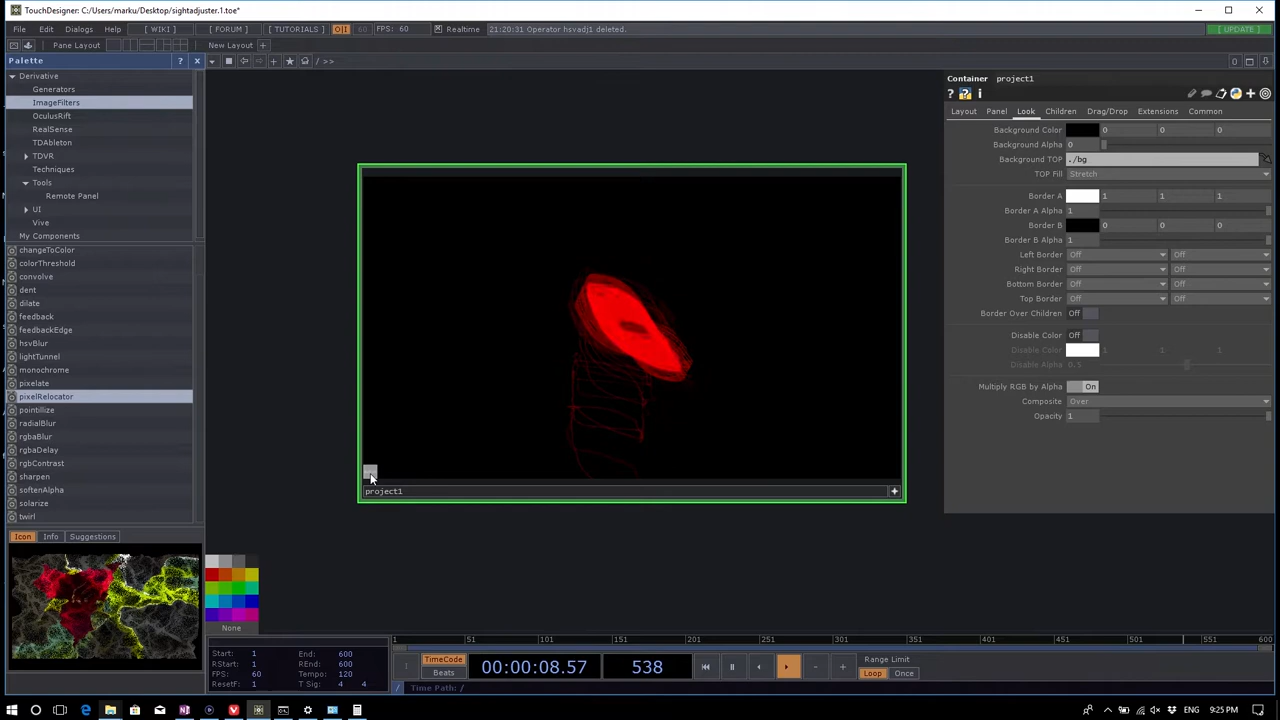 TouchDesigner: C:/Users/marku/Desktop/sightadjuster.1.toe*
File Edit Dialogs Help [ WIKI ] [ FORUM ] [ TUTORIALS ] O|I 60 FPS: 60 Realtime 21:20:31 Operator hsvadj1 deleted. [ UPDATE ]
Pane Layout New Layout +
Palette ? x / >> 0
Derivative
Generators
ImageFilters
OculusRift
RealSense
TDAbleton
TDVR
Techniques
Tools
Remote Panel
UI
Vive
My Components
changeToColor
colorThreshold
convolve
dent
dilate
feedback
feedbackEdge
hsvBlur
lightTunnel
monochrome
pixelate
pixelRelocator
pointilize
radialBlur
rgbaBlur
rgbaDelay
rgbContrast
sharpen
softenAlpha
solarize
twirl
Icon Info Suggestions
project1
None
Container project1
? ? i
Layout Panel Look Children Drag/Drop Extensions Common
Background Color 0 0 0
Background Alpha 0
Background TOP ./bg
TOP Fill Stretch
Border A 1 1 1
Border A Alpha 1
Border B 0 0 0
Border B Alpha 1
Left Border Off Off
Right Border Off Off
Bottom Border Off Off
Top Border Off Off
Border Over Children Off
Disable Color Off
Disable Color 1 1 1
Disable Alpha 0.5
Multiply RGB by Alpha On
Composite Over
Opacity 1
1 51 101 151 201 251 301 351 401 451 501 551 600
Start: 1 End: 600
RStart: 1 REnd: 600
FPS: 60 Tempo: 120
ResetF: 1 T Sig: 4 4
TimeCode
Beats
00:00:08.57
538
- +
Range Limit
Loop Once
/ Time Path: /
9:25 PM